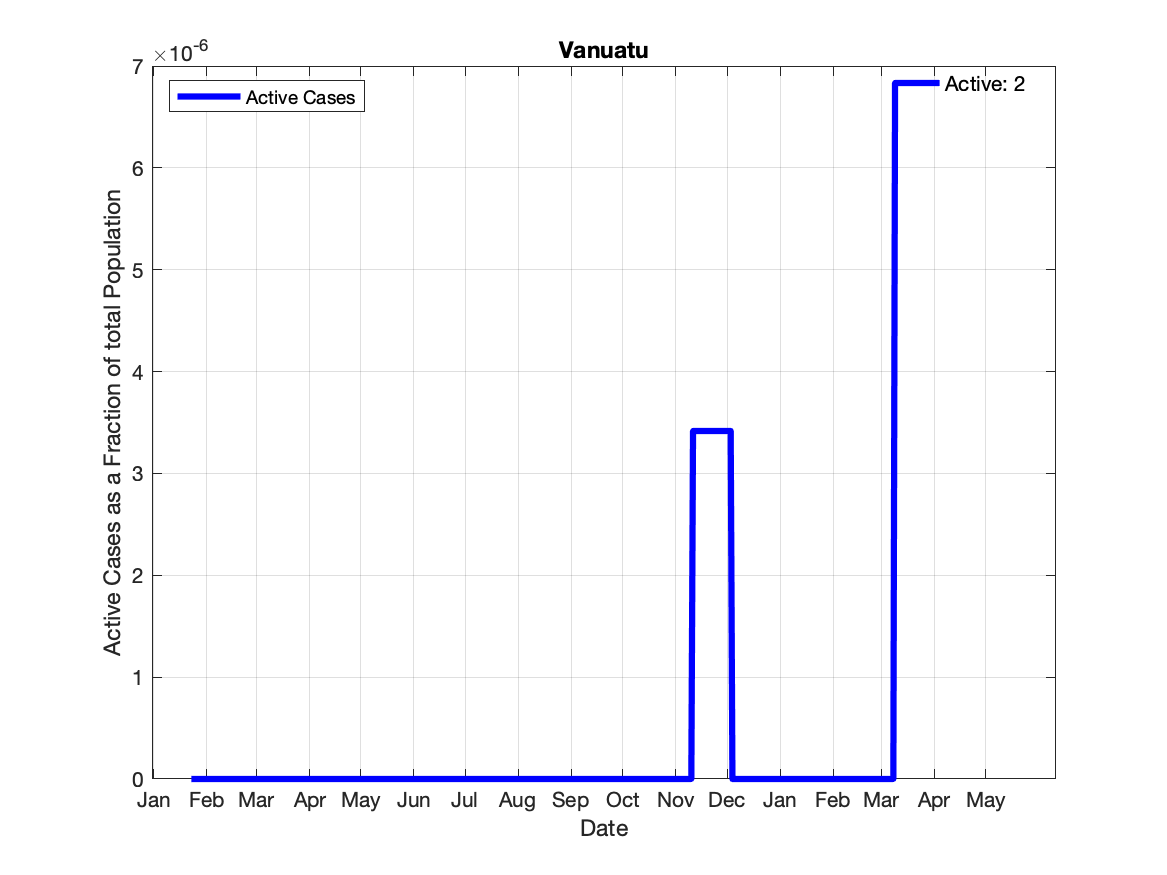 Vanuatu
×10-6
7
6
5
4
3
2
1
0
Active Cases
Active: 2
Active Cases as a Fraction of total Population
Jan Feb Mar Apr May Jun Jul Aug Sep Oct Nov Dec Jan Feb Mar Apr May
Date